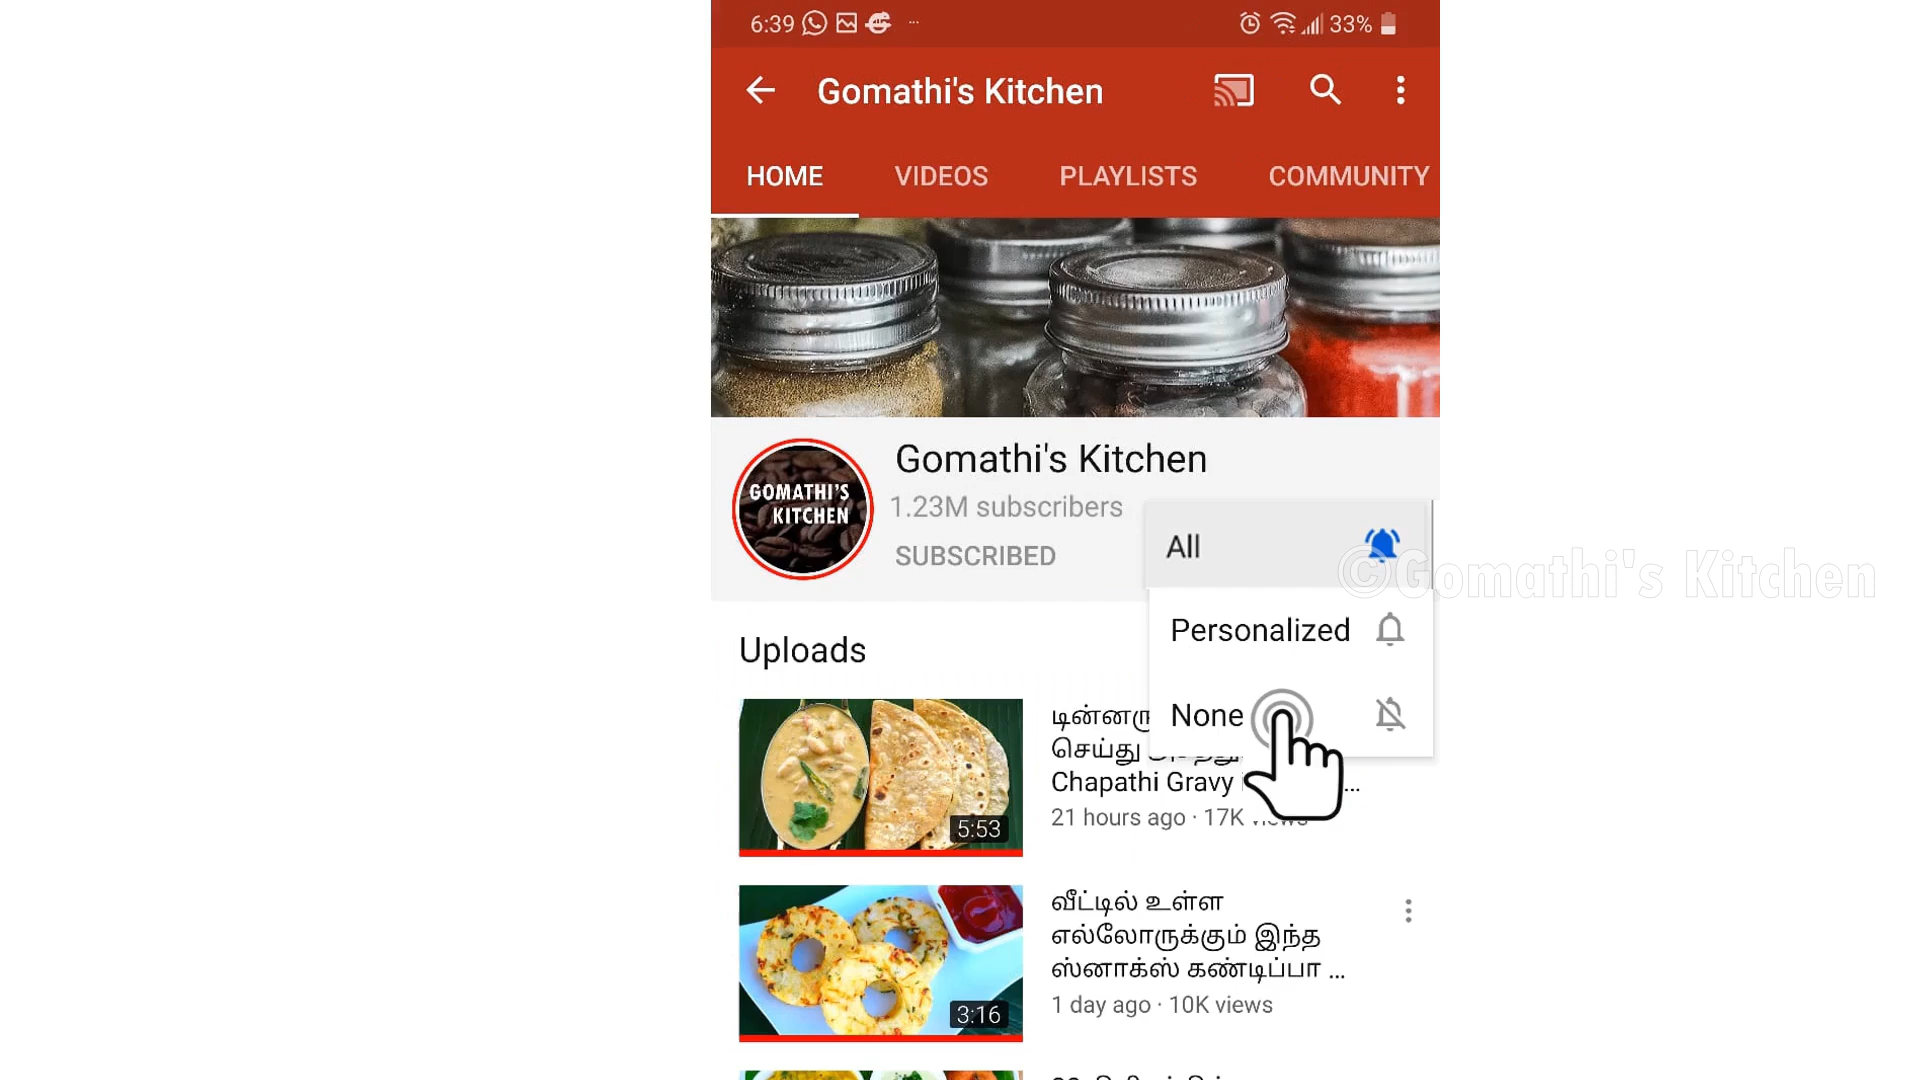 6:39
33%
Gomathi's Kitchen
HOME VIDEOS PLAYLISTS COMMUNITY
GOMATHI'S
KITCHEN
Gomathi's Kitchen
1.23M subscribers
SUBSCRIBED
All
©Gomathi's Kitchen
Personalized
None
Uploads
5:53
செய்து
Chapathi Gravy ...
21 hours ago · 17K views
3:16
வீட்டில் உள்ள
எல்லோருக்கும் இந்த
ஸ்னாக்ஸ் கண்டிப்பா ...
1 day ago · 10K views